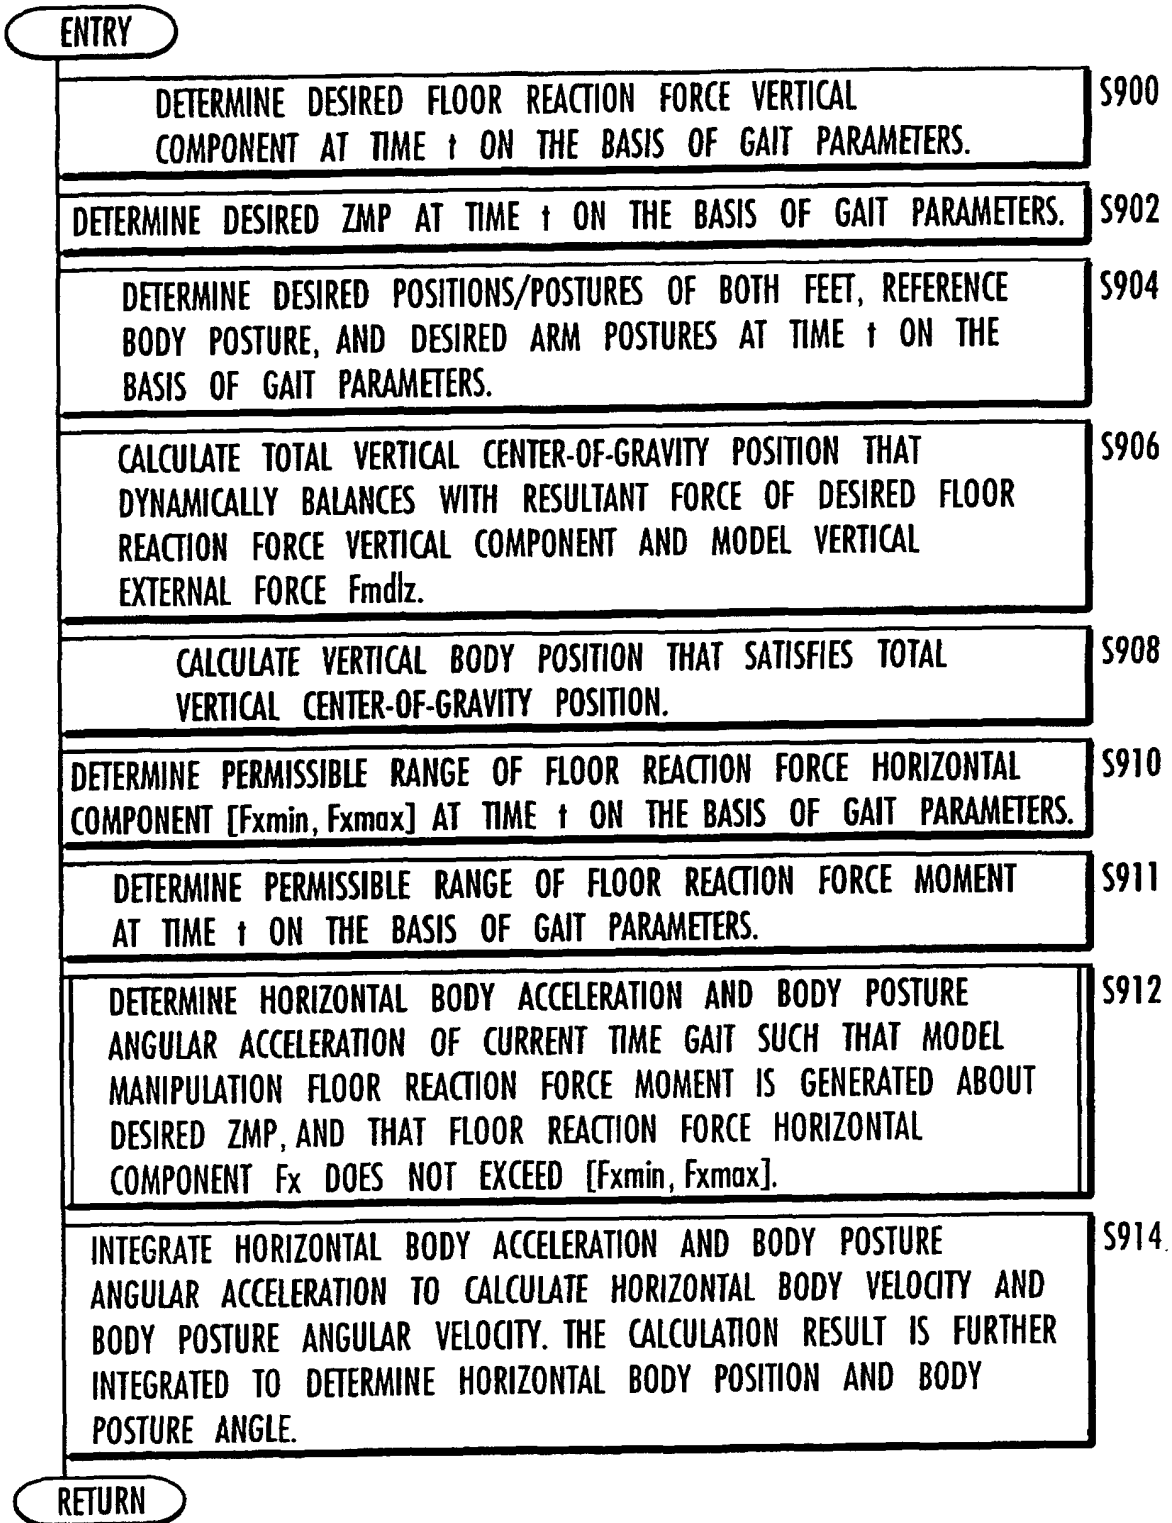 ENTRY
DETERMINE DESIRED FLOOR REACTION FORCE VERTICAL
COMPONENT AT TIME t ON THE BASIS OF GAIT PARAMETERS.
S900
DETERMINE DESIRED ZMP AT TIME t ON THE BASIS OF GAIT PARAMETERS.
S902
DETERMINE DESIRED POSITIONS/POSTURES OF BOTH FEET, REFERENCE
BODY POSTURE, AND DESIRED ARM POSTURES AT TIME t ON THE
BASIS OF GAIT PARAMETERS.
S904
CALCULATE TOTAL VERTICAL CENTER-OF-GRAVITY POSITION THAT
DYNAMICALLY BALANCES WITH RESULTANT FORCE OF DESIRED FLOOR
REACTION FORCE VERTICAL COMPONENT AND MODEL VERTICAL
EXTERNAL FORCE Fmdlz.
S906
CALCULATE VERTICAL BODY POSITION THAT SATISFIES TOTAL
VERTICAL CENTER-OF-GRAVITY POSITION.
S908
DETERMINE PERMISSIBLE RANGE OF FLOOR REACTION FORCE HORIZONTAL
COMPONENT [Fxmin, Fxmax] AT TIME t ON THE BASIS OF GAIT PARAMETERS.
S910
DETERMINE PERMISSIBLE RANGE OF FLOOR REACTION FORCE MOMENT
AT TIME t ON THE BASIS OF GAIT PARAMETERS.
S911
DETERMINE HORIZONTAL BODY ACCELERATION AND BODY POSTURE
ANGULAR ACCELERATION OF CURRENT TIME GAIT SUCH THAT MODEL
MANIPULATION FLOOR REACTION FORCE MOMENT IS GENERATED ABOUT
DESIRED ZMP, AND THAT FLOOR REACTION FORCE HORIZONTAL
COMPONENT Fx DOES NOT EXCEED [Fxmin, Fxmax].
S912
INTEGRATE HORIZONTAL BODY ACCELERATION AND BODY POSTURE
ANGULAR ACCELERATION TO CALCULATE HORIZONTAL BODY VELOCITY AND
BODY POSTURE ANGULAR VELOCITY. THE CALCULATION RESULT IS FURTHER
INTEGRATED TO DETERMINE HORIZONTAL BODY POSITION AND BODY
POSTURE ANGLE.
S914
RETURN